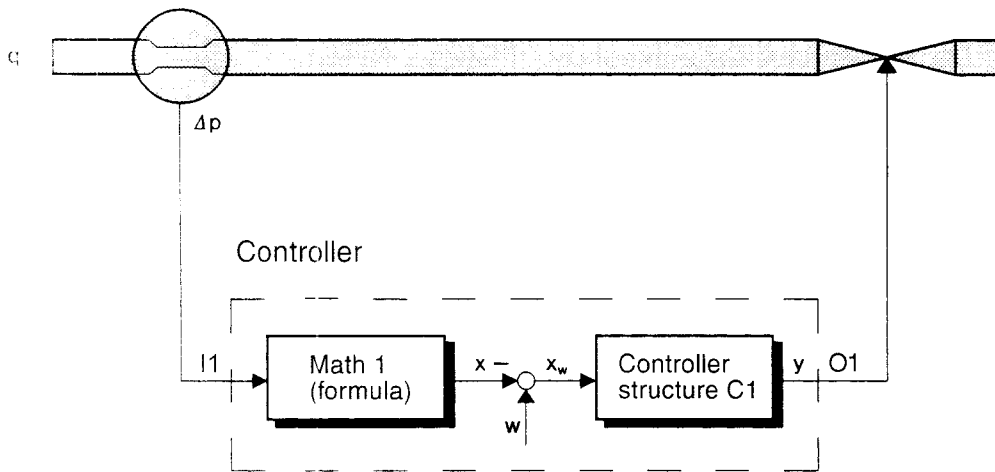 q
Δp
Controller
I1
Math 1
(formula)
x −
w
x_w
Controller
structure C1
y
O1